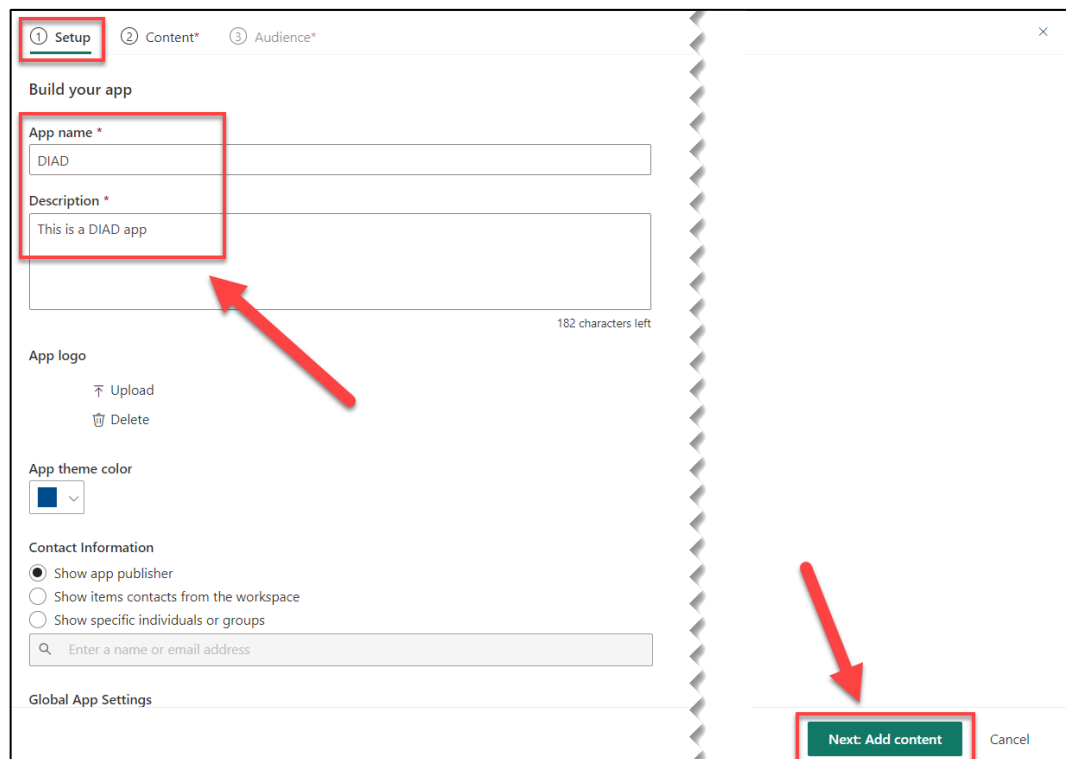 1 Setup 2 Content* 3 Audience*
Build your app
App name *
DIAD
Description *
This is a DIAD app
182 characters left
App logo
Upload
Delete
App theme color
Contact Information
Show app publisher
Show items contacts from the workspace
Show specific individuals or groups
Enter a name or email address
Global App Settings
Next: Add content Cancel